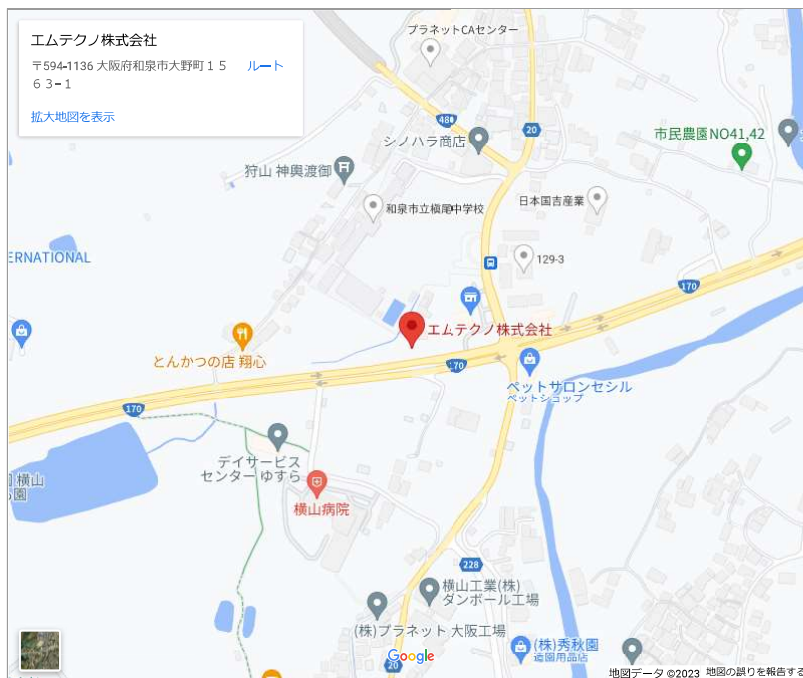 エムテクノ株式会社
〒594-1136 大阪府和泉市大野町１５
６３−１
ルート
拡大地図を表示
プラネットCAセンター
480
20
シノハラ商店
市民農園NO41,42
狩山 神輿渡御
和泉市立槇尾中学校
日本国吉産業
129-3
ERNATIONAL
170
エムテクノ株式会社
とんかつの店 翔心
170
ペットサロンセシル
ペットショップ
170
デイサービス
センター ゆすら
横山
園
横山病院
228
横山工業(株)
ダンボール工場
(株)プラネット 大阪工場
(株)秀秋園
造園用品店
20
Google
地図データ ©2023
地図の誤りを報告する